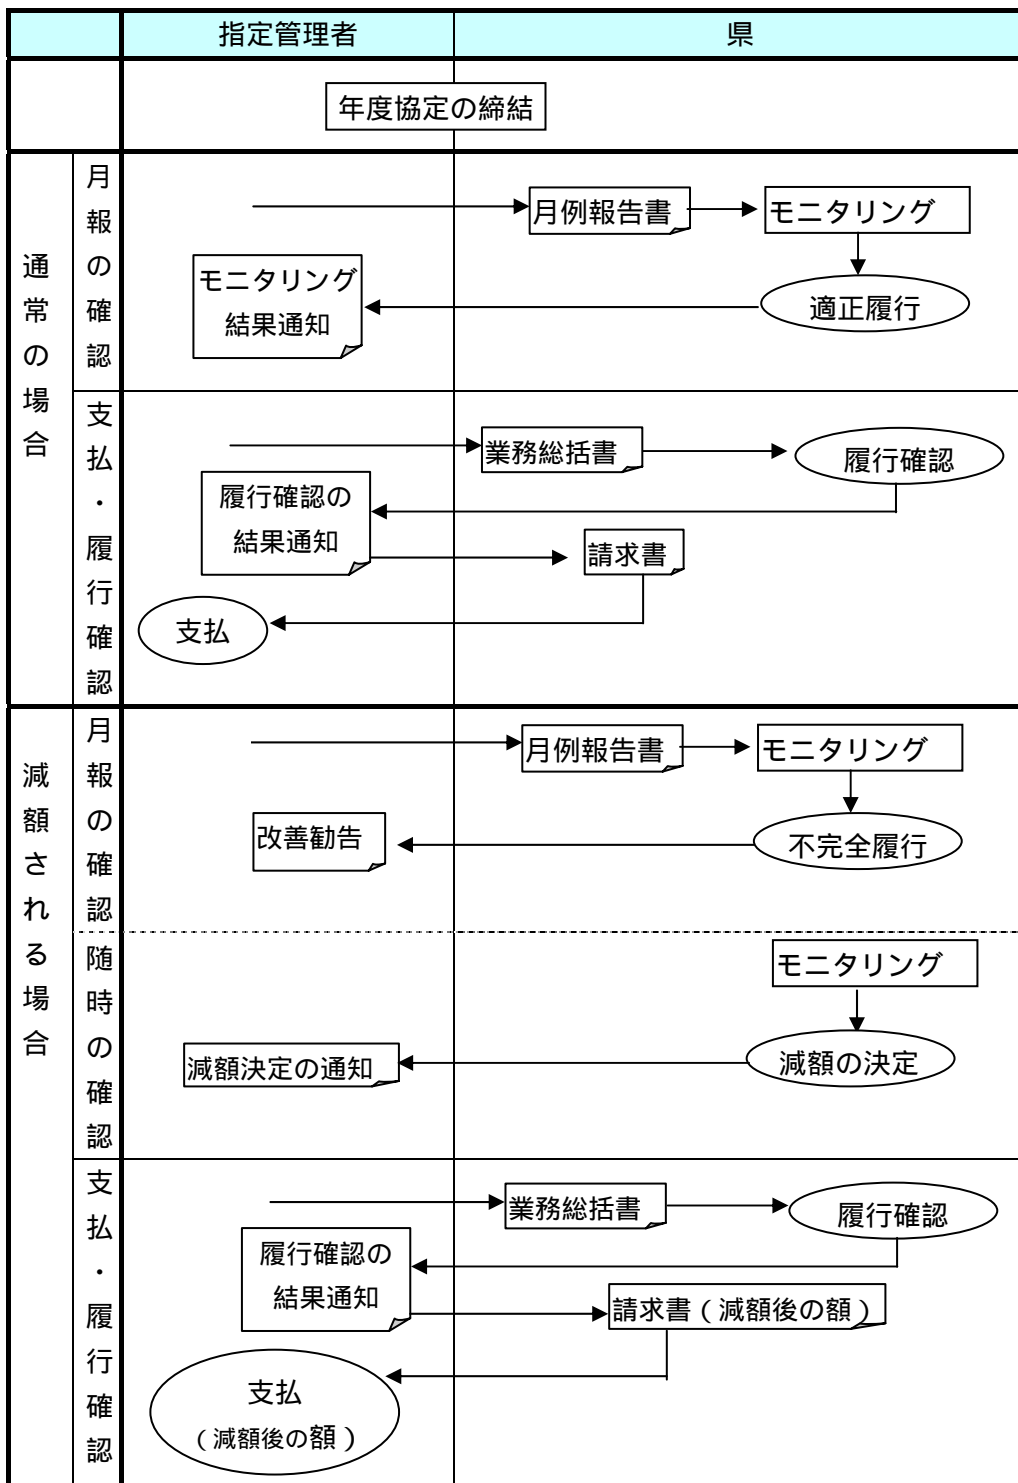 指定管理者
県
年度協定の締結
通常の場合
月報の確認
月例報告書
モニタリング
適正履行
モニタリング
結果通知
支払・履行確認
業務総括書
履行確認
履行確認の
結果通知
請求書
支払
減額される場合
月報の確認
月例報告書
モニタリング
不完全履行
改善勧告
随時の確認
モニタリング
減額の決定
減額決定の通知
支払・履行確認
業務総括書
履行確認
履行確認の
結果通知
請求書（減額後の額）
支払
（減額後の額）